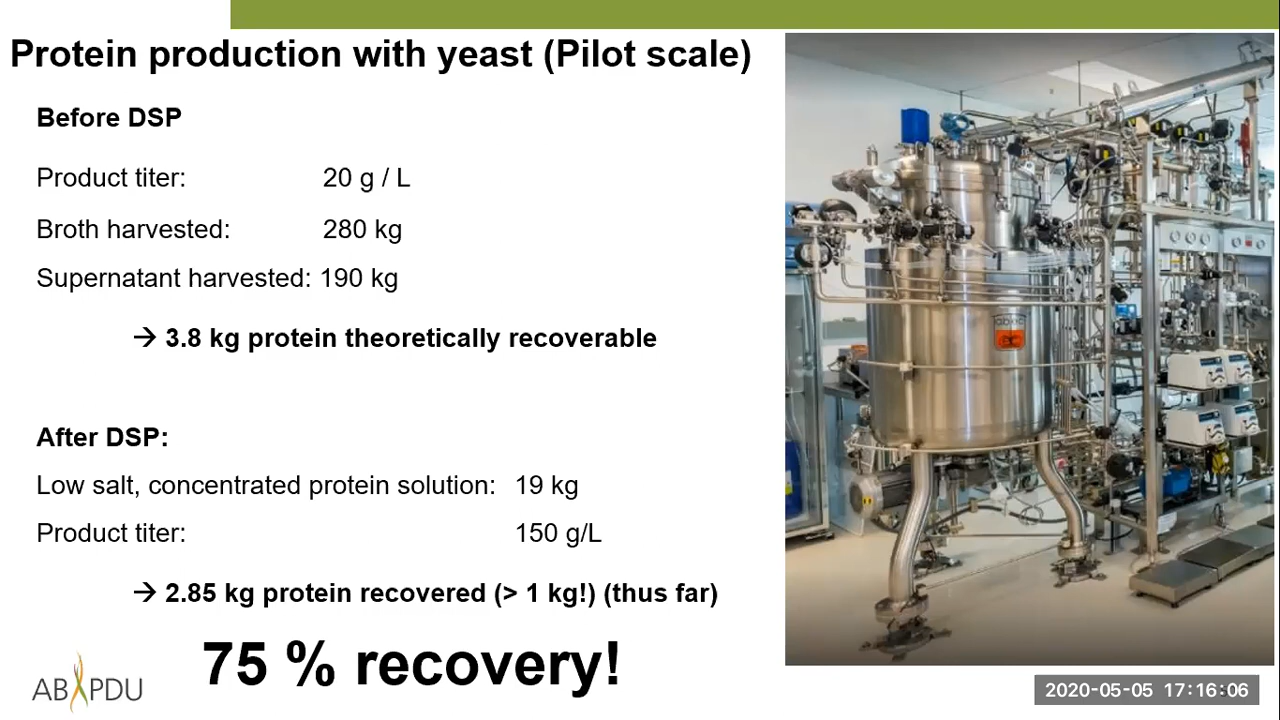 Protein production with yeast (Pilot scale)
Before DSP
Product titer: 20 g / L
Broth harvested: 280 kg
Supernatant harvested: 190 kg
→ 3.8 kg protein theoretically recoverable
After DSP:
Low salt, concentrated protein solution: 19 kg
Product titer: 150 g/L
→ 2.85 kg protein recovered (> 1 kg!) (thus far)
75 % recovery!
ABPDU
2020-05-05 17:16:06